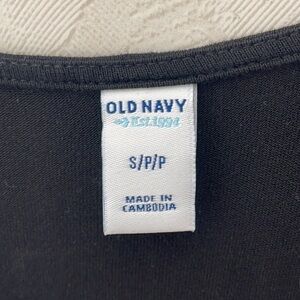 OLD NAVY
Est. 1994
S/P/P
MADE IN
CAMBODIA